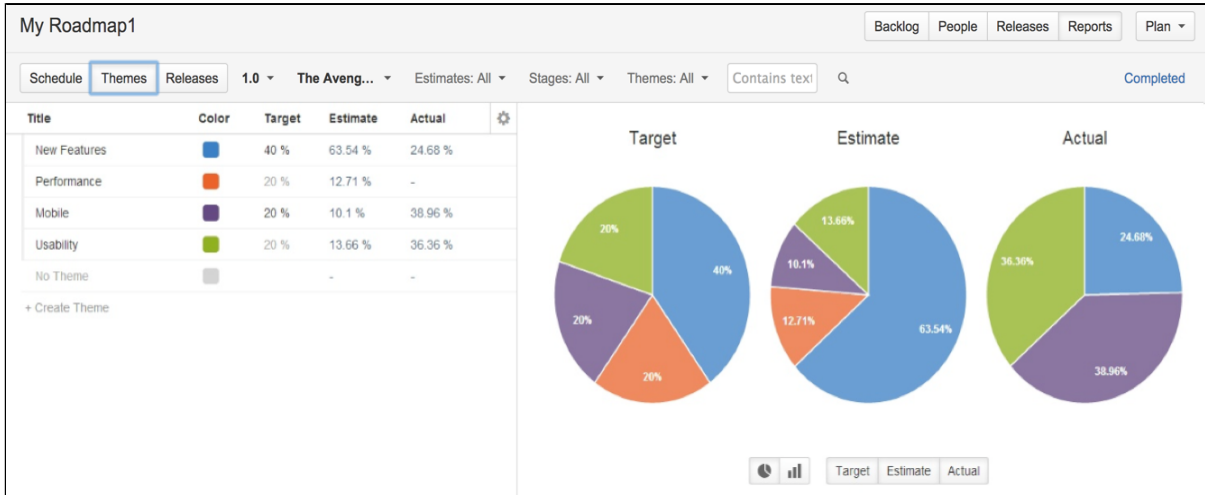 My Roadmap1
Backlog People Releases Reports Plan
Schedule Themes Releases 1.0 The Aveng... Estimates: All Stages: All Themes: All Contains text Completed
Title Color Target Estimate Actual
New Features 40 % 63.54 % 24.68 %
Performance 20 % 12.71 % -
Mobile 20 % 10.1 % 38.96 %
Usability 20 % 13.66 % 36.36 %
No Theme - -
+ Create Theme
Target
20%
40%
20%
20%
Estimate
13.66%
10.1%
12.71%
63.54%
Actual
24.68%
36.36%
38.96%
Target Estimate Actual